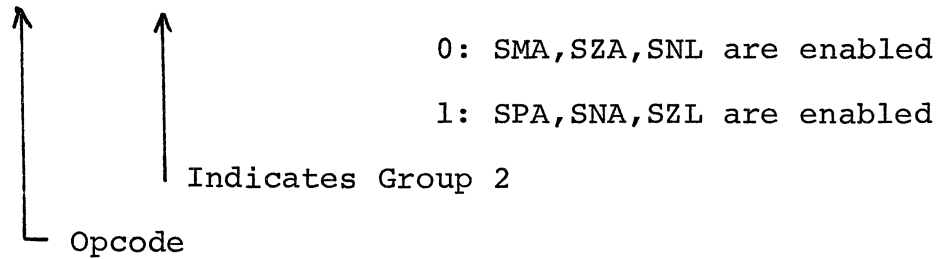 0: SMA,SZA,SNL are enabled
1: SPA,SNA,SZL are enabled
Indicates Group 2
Opcode